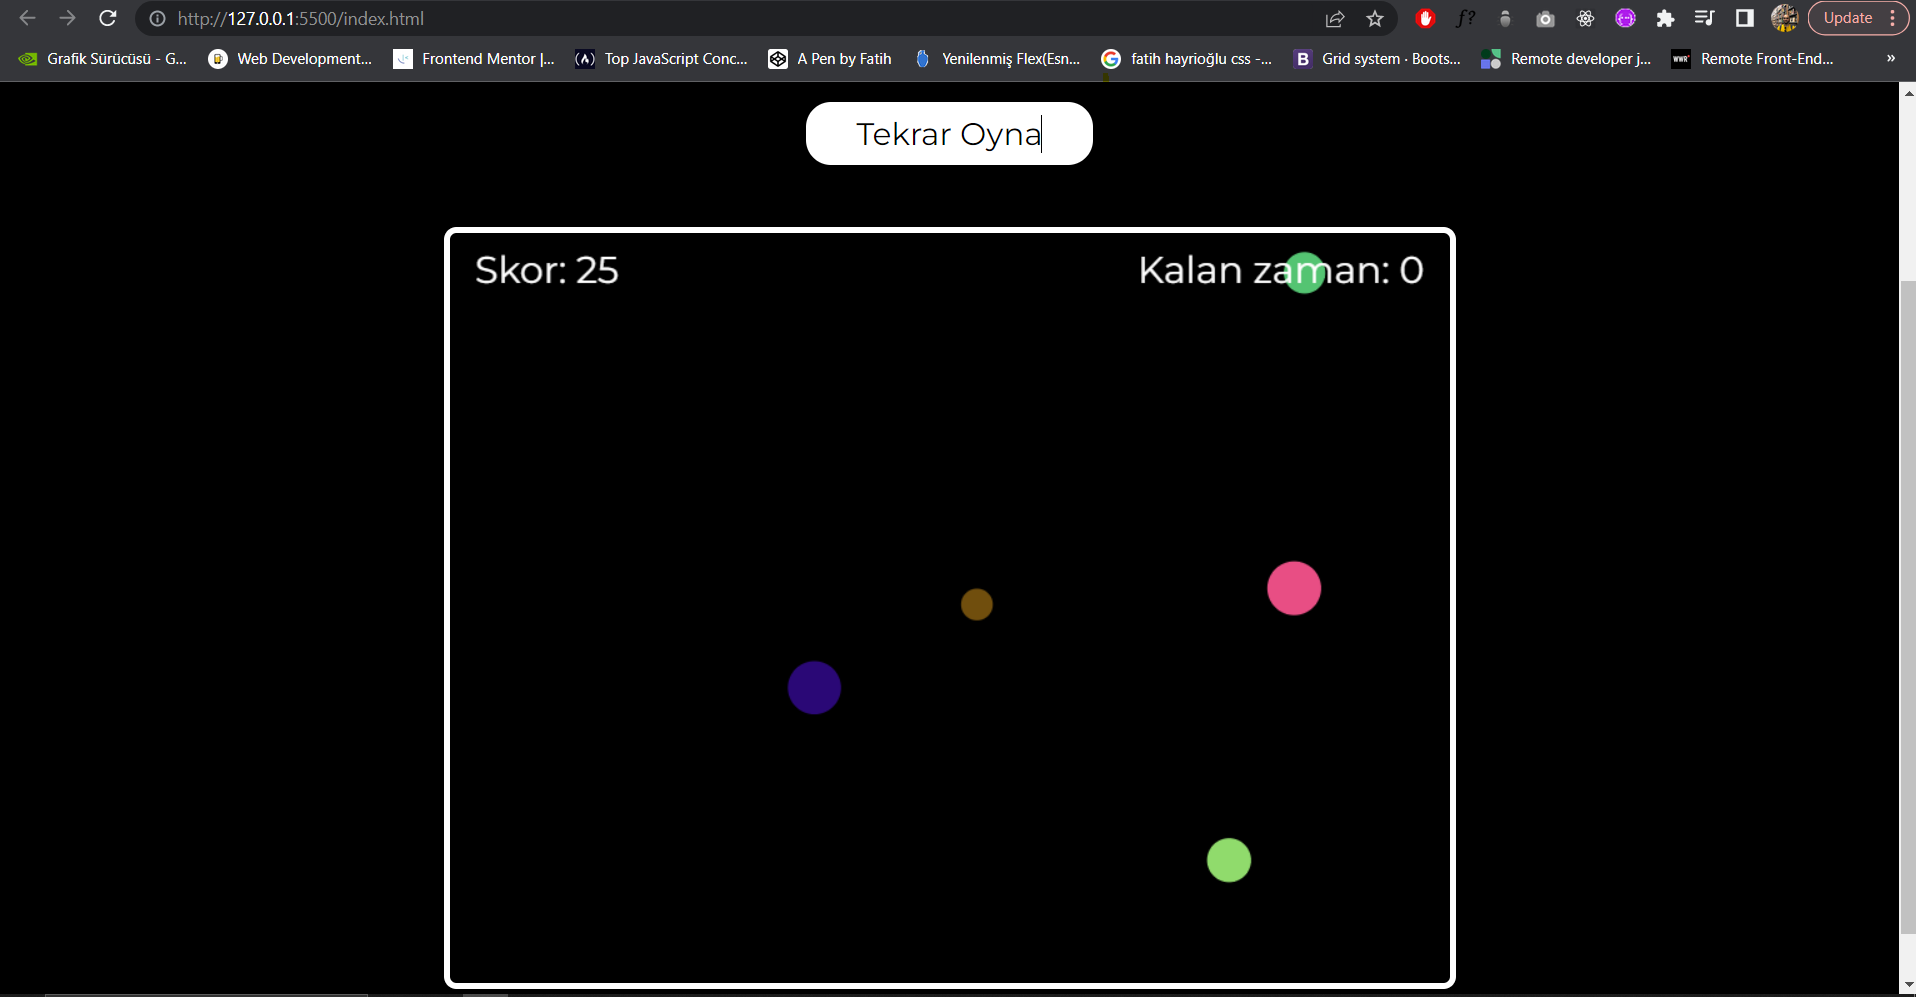 http://127.0.0.1:5500/index.html
f?
Update
Grafik Sürücüsü - G...
Web Development...
Frontend Mentor |...
Top JavaScript Conc...
A Pen by Fatih
Yenilenmiş Flex(Esn...
fatih hayrioğlu css -...
B
Grid system · Boots...
Remote developer j...
WWR
Remote Front-End...
»
Tekrar Oyna
Skor: 25
Kalan zaman: 0